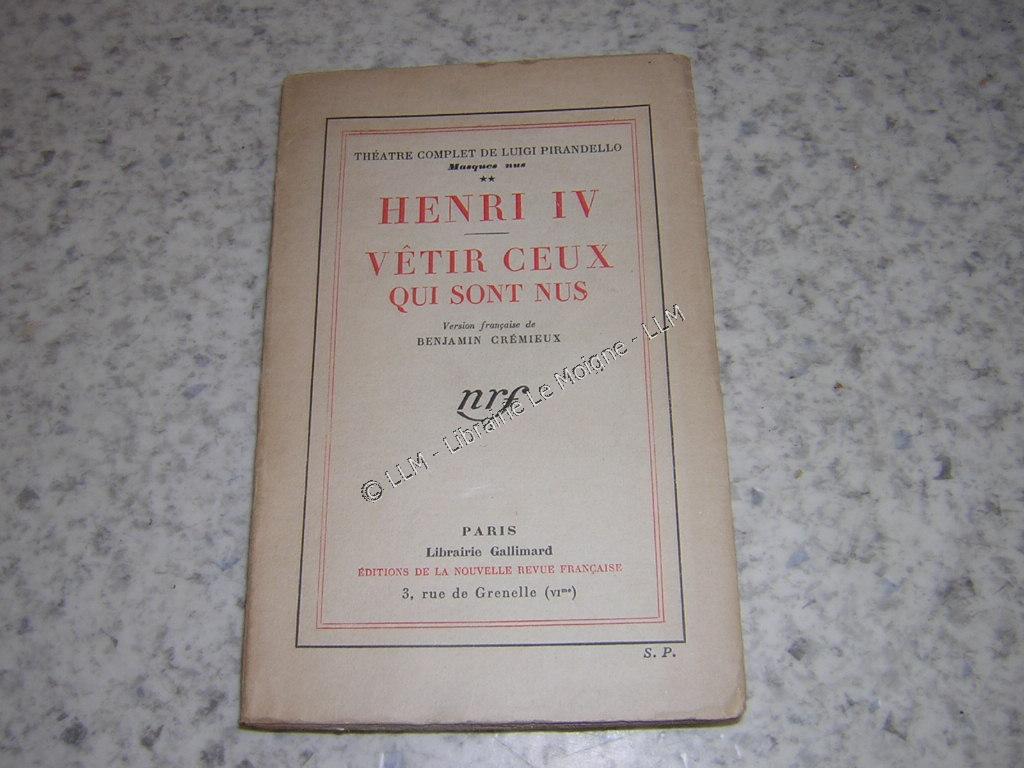 THÉATRE COMPLET DE LUIGI PIRANDELLO
Masques nus
**
HENRI IV
VÊTIR CEUX
QUI SONT NUS
Version française de
BENJAMIN CRÉMIEUX
nrf
© LLM - Librairie Le Moigne - LLM
PARIS
Librairie Gallimard
ÉDITIONS DE LA NOUVELLE REVUE FRANÇAISE
3, rue de Grenelle (VIme)
S. P.